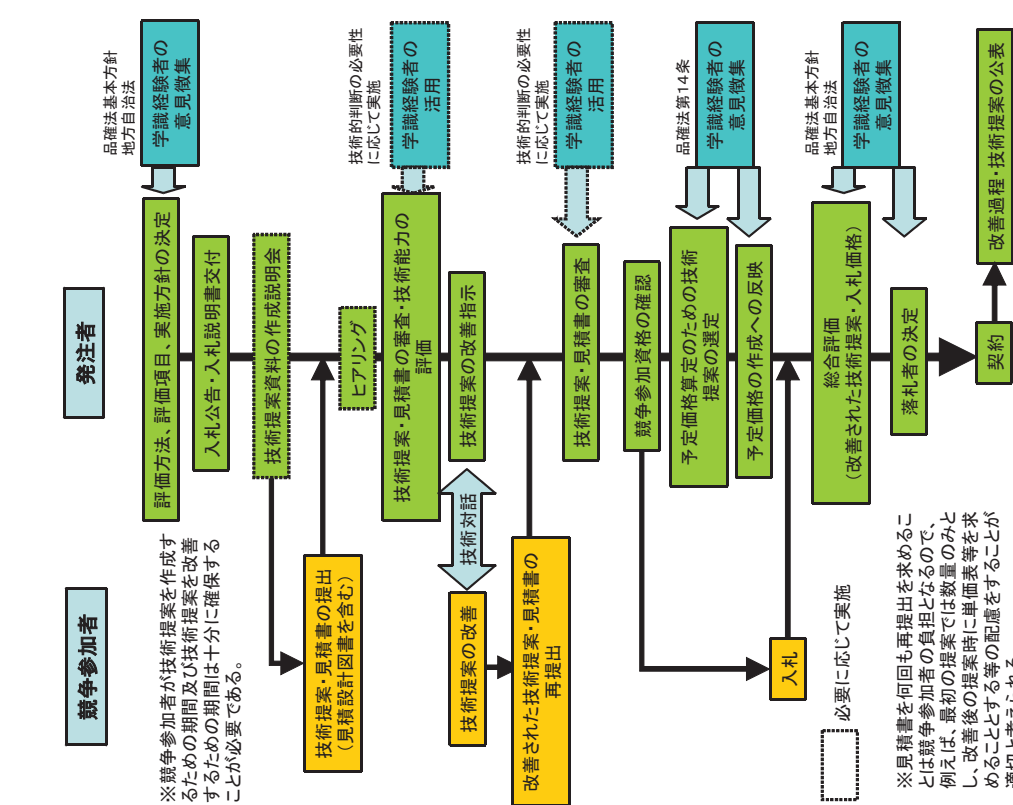 競争参加者
発注者
品確法基本方針
地方自治法
学識経験者の
意見徴集
評価方法、評価項目、実施方針の決定
入札公告・入札説明書交付
※競争参加者が技術提案を作成す
るための期間及び技術提案を改善
するための期間は十分に確保する
ことが必要である。
技術提案資料の作成説明会
技術提案・見積書の提出
(見積設計図書を含む)
ヒアリング
技術的判断の必要性
に応じて実施
学識経験者の
活用
技術提案・見積書の審査・技術能力の
評価
技術対話
技術提案の改善
技術提案の改善指示
改善された技術提案・見積書の
再提出
技術的判断の必要性
に応じて実施
学識経験者の
活用
技術提案・見積書の審査
競争参加資格の確認
品確法第14条
学識経験者の
意見徴集
予定価格算定のための技術
提案の選定
予定価格の作成への反映
入札
品確法基本方針
地方自治法
学識経験者の
意見徴集
総合評価
(改善された技術提案・入札価格)
落札者の決定
契約
改善過程・技術提案の公表
必要に応じて実施
※見積書を何回も再提出を求めるこ
とは競争参加者の負担となるので、
例えば、最初の提案では数量のみと
し、改善後の提案時に単価表等を求
めることとする等の配慮をすることが
適切と考えられる